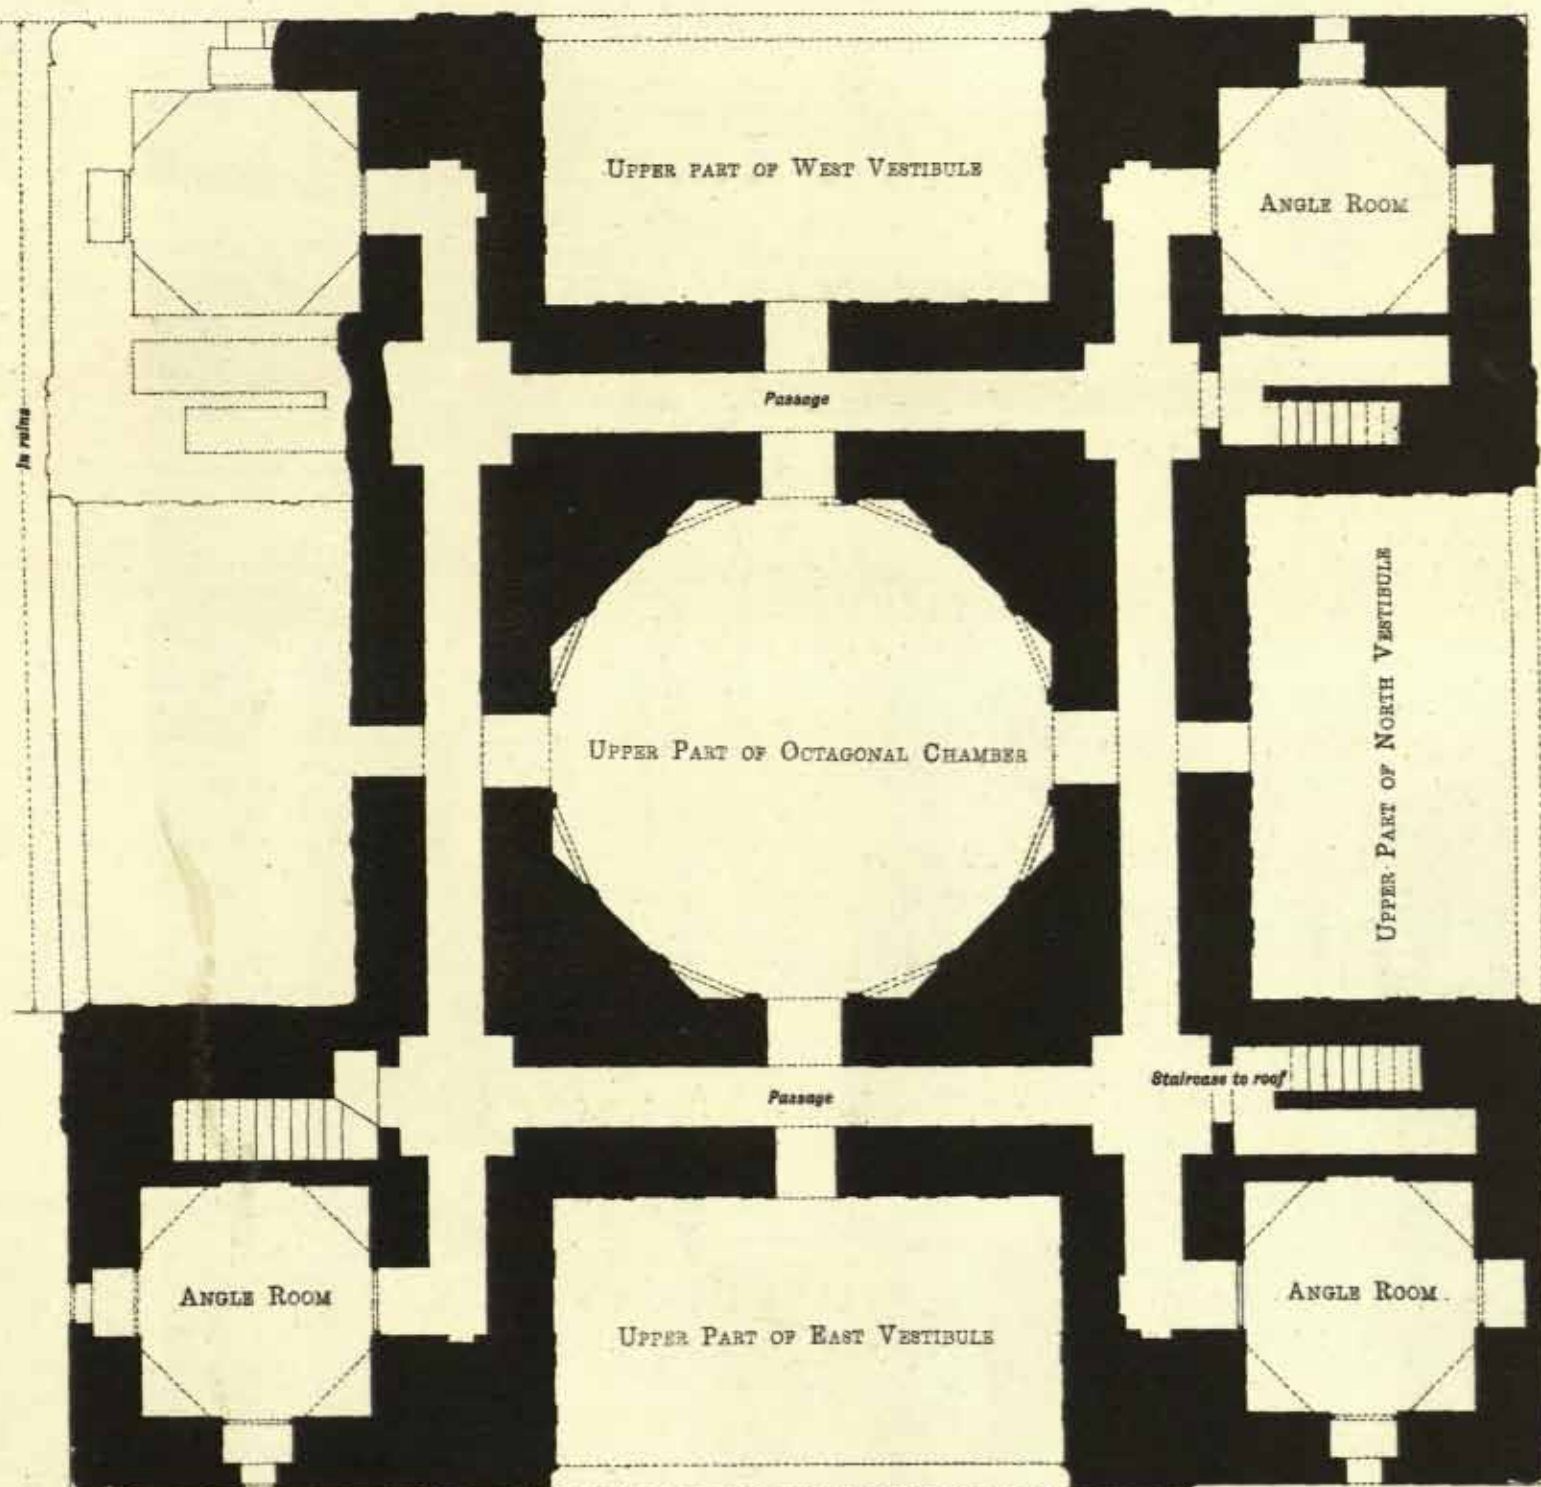 Upper part of West Vestibule
Angle Room
Passage
In ruins
Upper Part of Octagonal Chamber
Upper Part of North Vestibule
Staircase to roof
Passage
Angle Room
Angle Room
Upper Part of East Vestibule